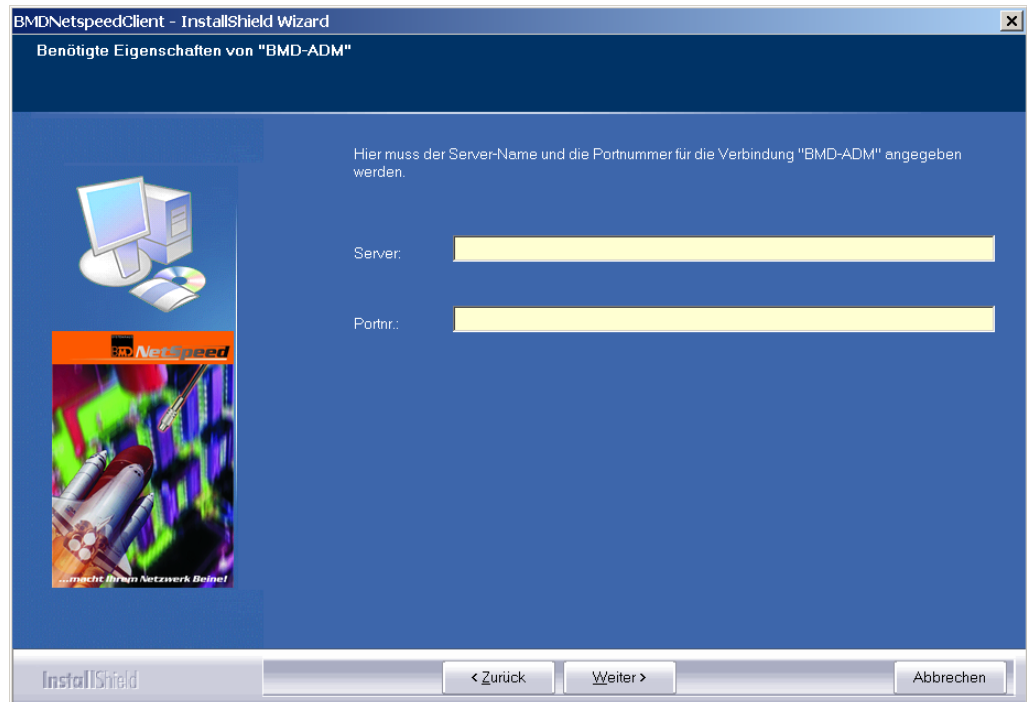 BMDNetspeedClient - InstallShield Wizard
Benötigte Eigenschaften von "BMD-ADM"
Hier muss der Server-Name und die Portnummer für die Verbindung "BMD-ADM" angegeben
werden.
Server:
Portnr.:
BMD NetSpeed
...macht Ihrem Netzwerk Beine!
InstallShield
< Zurück
Weiter >
Abbrechen